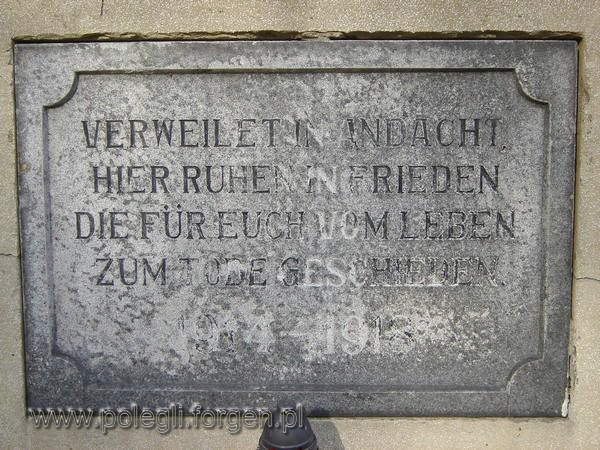 VERWEILET IN ANDACHT,
HIER RUHEN IN FRIEDEN
DIE FÜR EUCH VOM LEBEN
ZUM TODE GESCHIEDEN.
1914-1918
www.polegli.forgen.pl